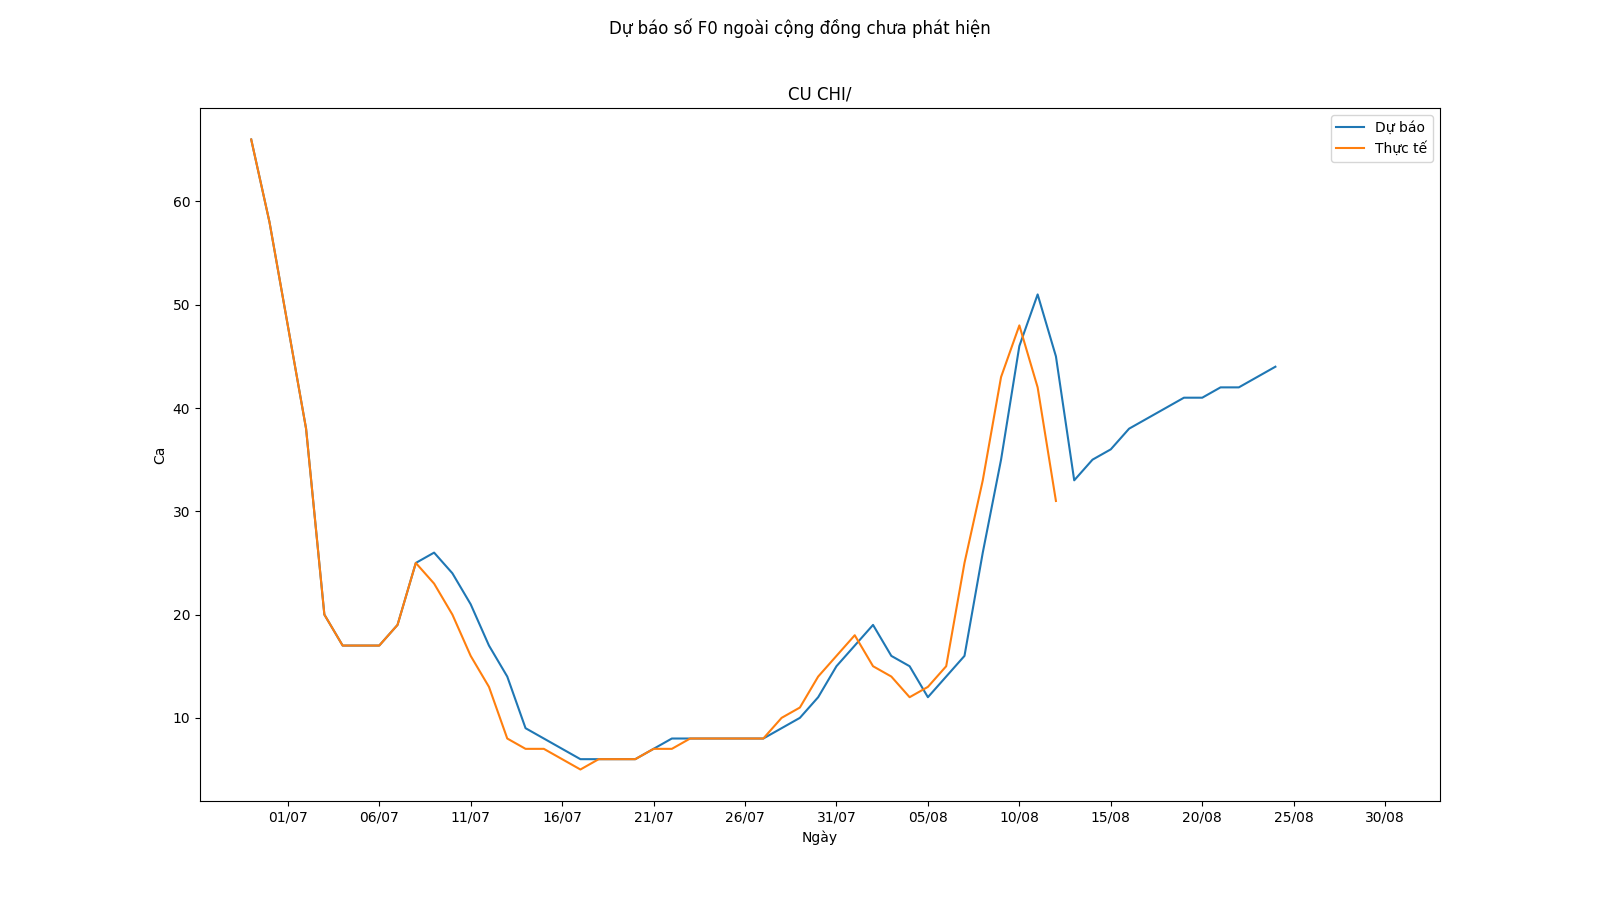 Dự báo số F0 ngoài cộng đồng chưa phát hiện
CU CHI/
Dự báo
Thực tế
60
50
40
30
20
10
Ca
01/07 06/07 11/07 16/07 21/07 26/07 31/07 05/08 10/08 15/08 20/08 25/08 30/08
Ngày